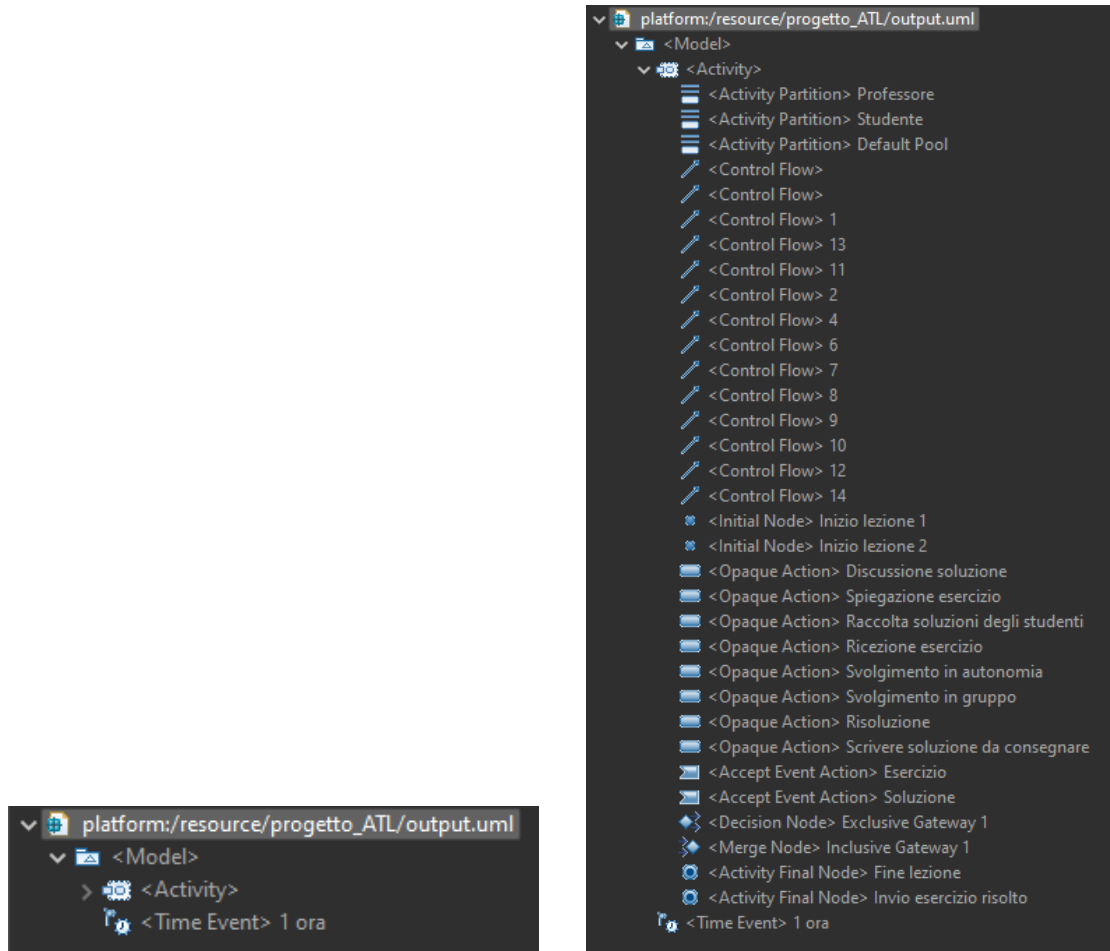 platform:/resource/progetto_ATL/output.uml
<Model>
<Activity>
<Time Event> 1 ora
platform:/resource/progetto_ATL/output.uml
<Model>
<Activity>
<Activity Partition> Professore
<Activity Partition> Studente
<Activity Partition> Default Pool
<Control Flow>
<Control Flow>
<Control Flow> 1
<Control Flow> 13
<Control Flow> 11
<Control Flow> 2
<Control Flow> 4
<Control Flow> 6
<Control Flow> 7
<Control Flow> 8
<Control Flow> 9
<Control Flow> 10
<Control Flow> 12
<Control Flow> 14
<Initial Node> Inizio lezione 1
<Initial Node> Inizio lezione 2
<Opaque Action> Discussione soluzione
<Opaque Action> Spiegazione esercizio
<Opaque Action> Raccolta soluzioni degli studenti
<Opaque Action> Ricezione esercizio
<Opaque Action> Svolgimento in autonomia
<Opaque Action> Svolgimento in gruppo
<Opaque Action> Risoluzione
<Opaque Action> Scrivere soluzione da consegnare
<Accept Event Action> Esercizio
<Accept Event Action> Soluzione
<Decision Node> Exclusive Gateway 1
<Merge Node> Inclusive Gateway 1
<Activity Final Node> Fine lezione
<Activity Final Node> Invio esercizio risolto
<Time Event> 1 ora